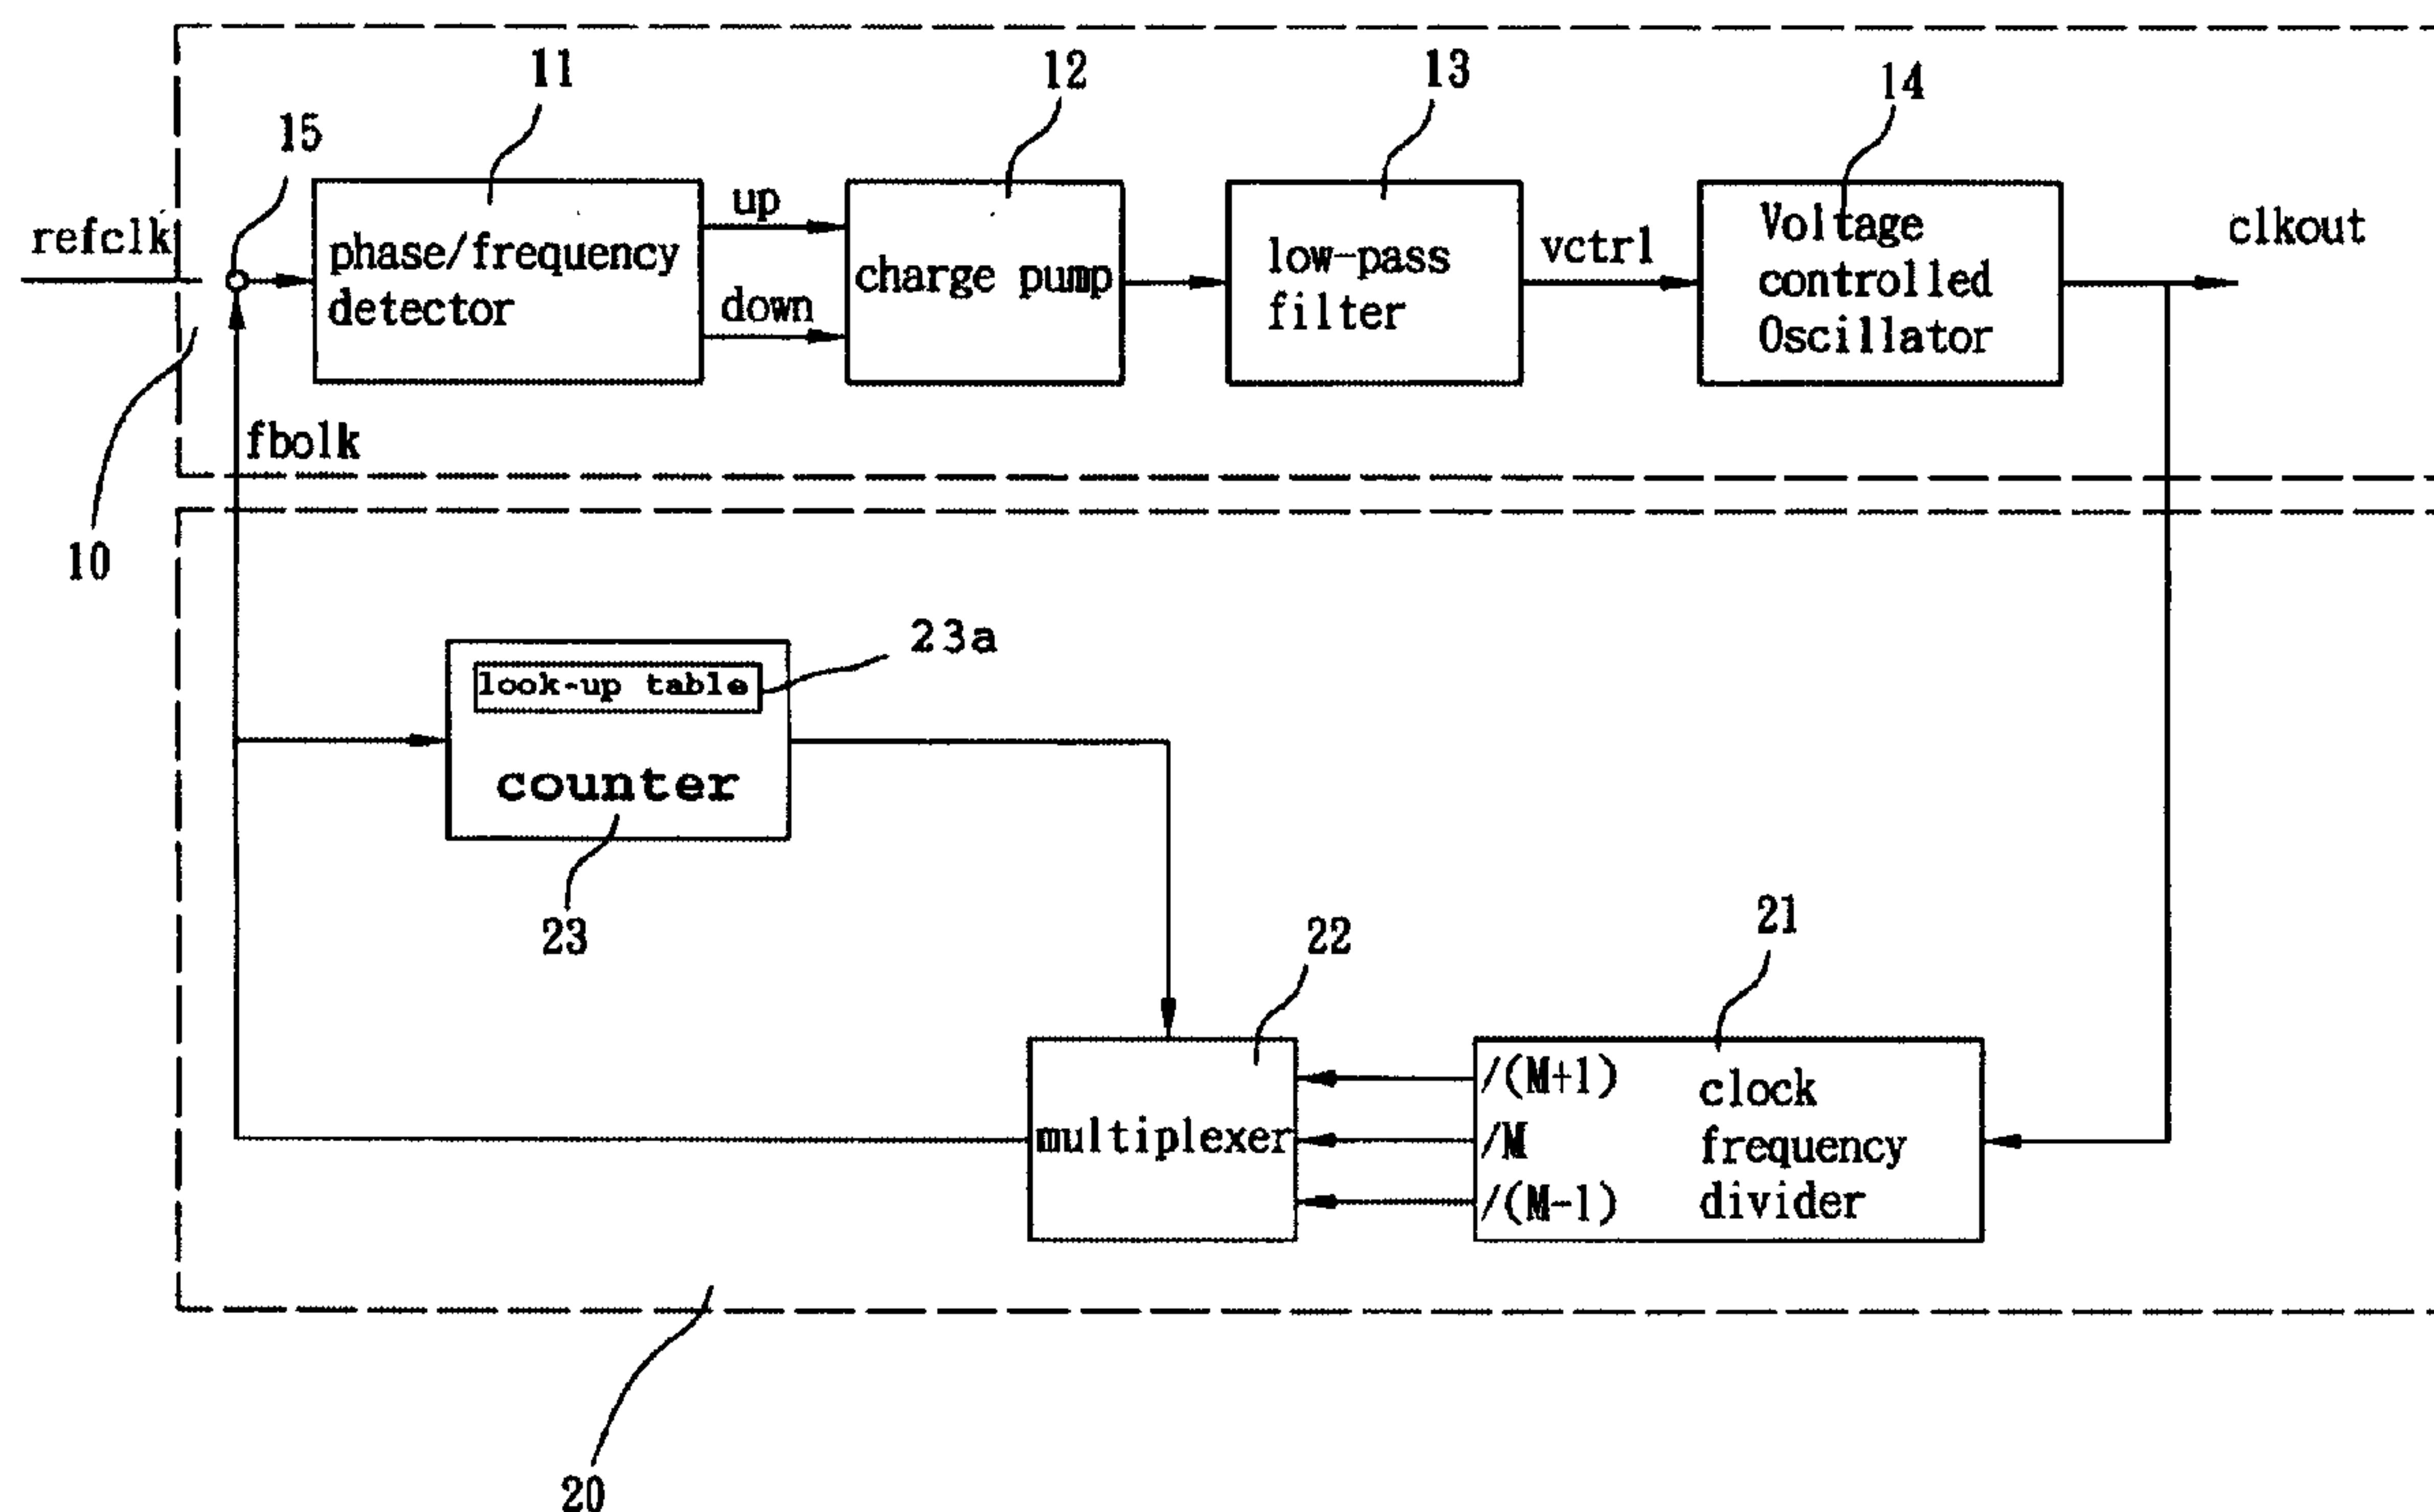 11
12
13
14
15
refclk
phase/frequency
detector
up
down
charge pump
low-pass
filter
vctrl
Voltage
controlled
Oscillator
clkout
fbolk
10
look-up table
23a
counter
23
22
21
multiplexer
/(M+1)
/M
/(M-1)
clock
frequency
divider
20